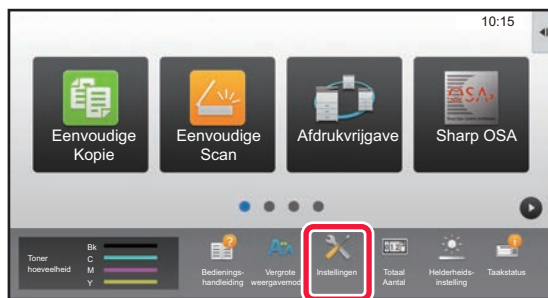 10:15
Eenvoudige
Kopie
Eenvoudige
Scan
Afdrukvrijgave
Sharp OSA
Toner
hoeveelheid
Bk
C
M
Y
Bedienings-
handleiding
Vergrote
weergavemod
Instellingen
Totaal
Aantal
Helderheids-
instelling
Taakstatus